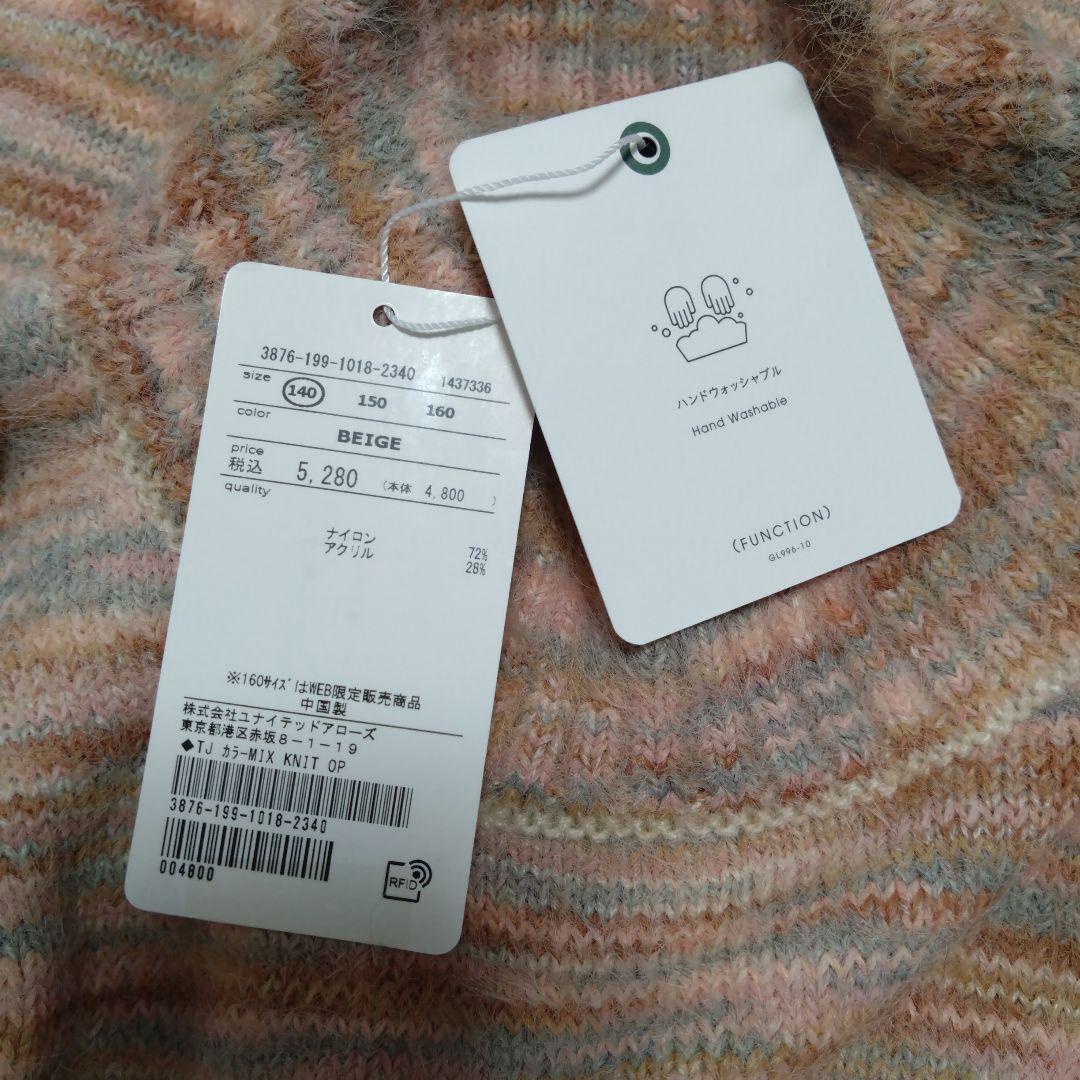 3876-199-1018-2340 1437336
size 140 150 160
color
BEIGE
price
税込 5,280 (本体 4,800 )
quality
ナイロン 72%
アクリル 28%
※160サイズはWEB限定販売商品
中国製
株式会社ユナイテッドアローズ
東京都港区赤坂8-1-19
◆TJ カラーMIX KNIT OP
3876-199-1018-2340
004800
RFID
ハンドウォッシャブル
Hand Washable
(FUNCTION)
GL996-10